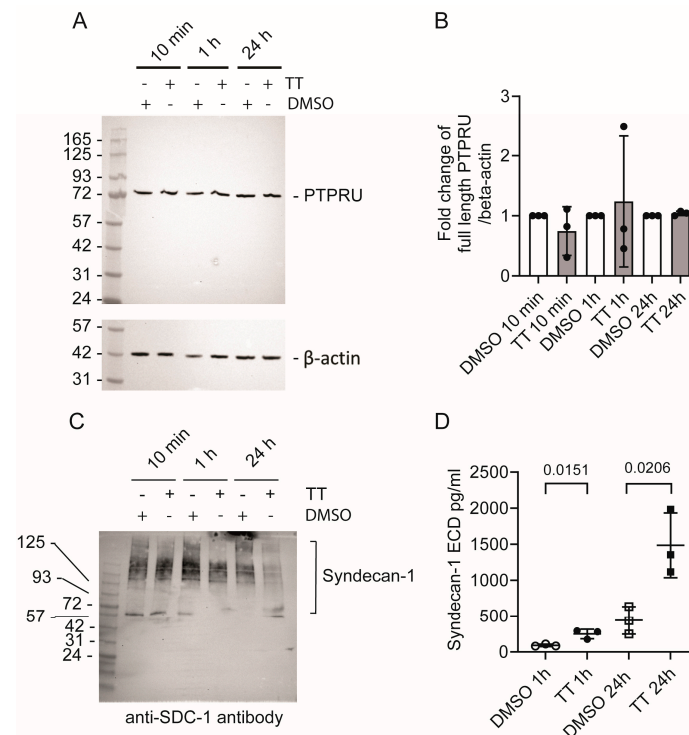 A
10 min
1 h
24 h
- + - + - + TT
+ - + - + - DMSO
165 -
125 -
93 -
72 -
57 -
42 -
31 -
24 -
- PTPRU
57 -
42 -
31 -
- β-actin
B
Fold change of
full length PTPRU
/beta-actin
3
2
1
0
DMSO 10 min
TT 10 min
DMSO 1h
TT 1h
DMSO 24h
TT 24h
C
10 min
1 h
24 h
- + - + - + TT
+ - + - + - DMSO
125
93
72 -
57
42 -
31 -
24 -
Syndecan-1
anti-SDC-1 antibody
D
Syndecan-1 ECD pg/ml
2500
2000
1500
1000
500
0
0.0151
0.0206
DMSO 1h
TT 1h
DMSO 24h
TT 24h